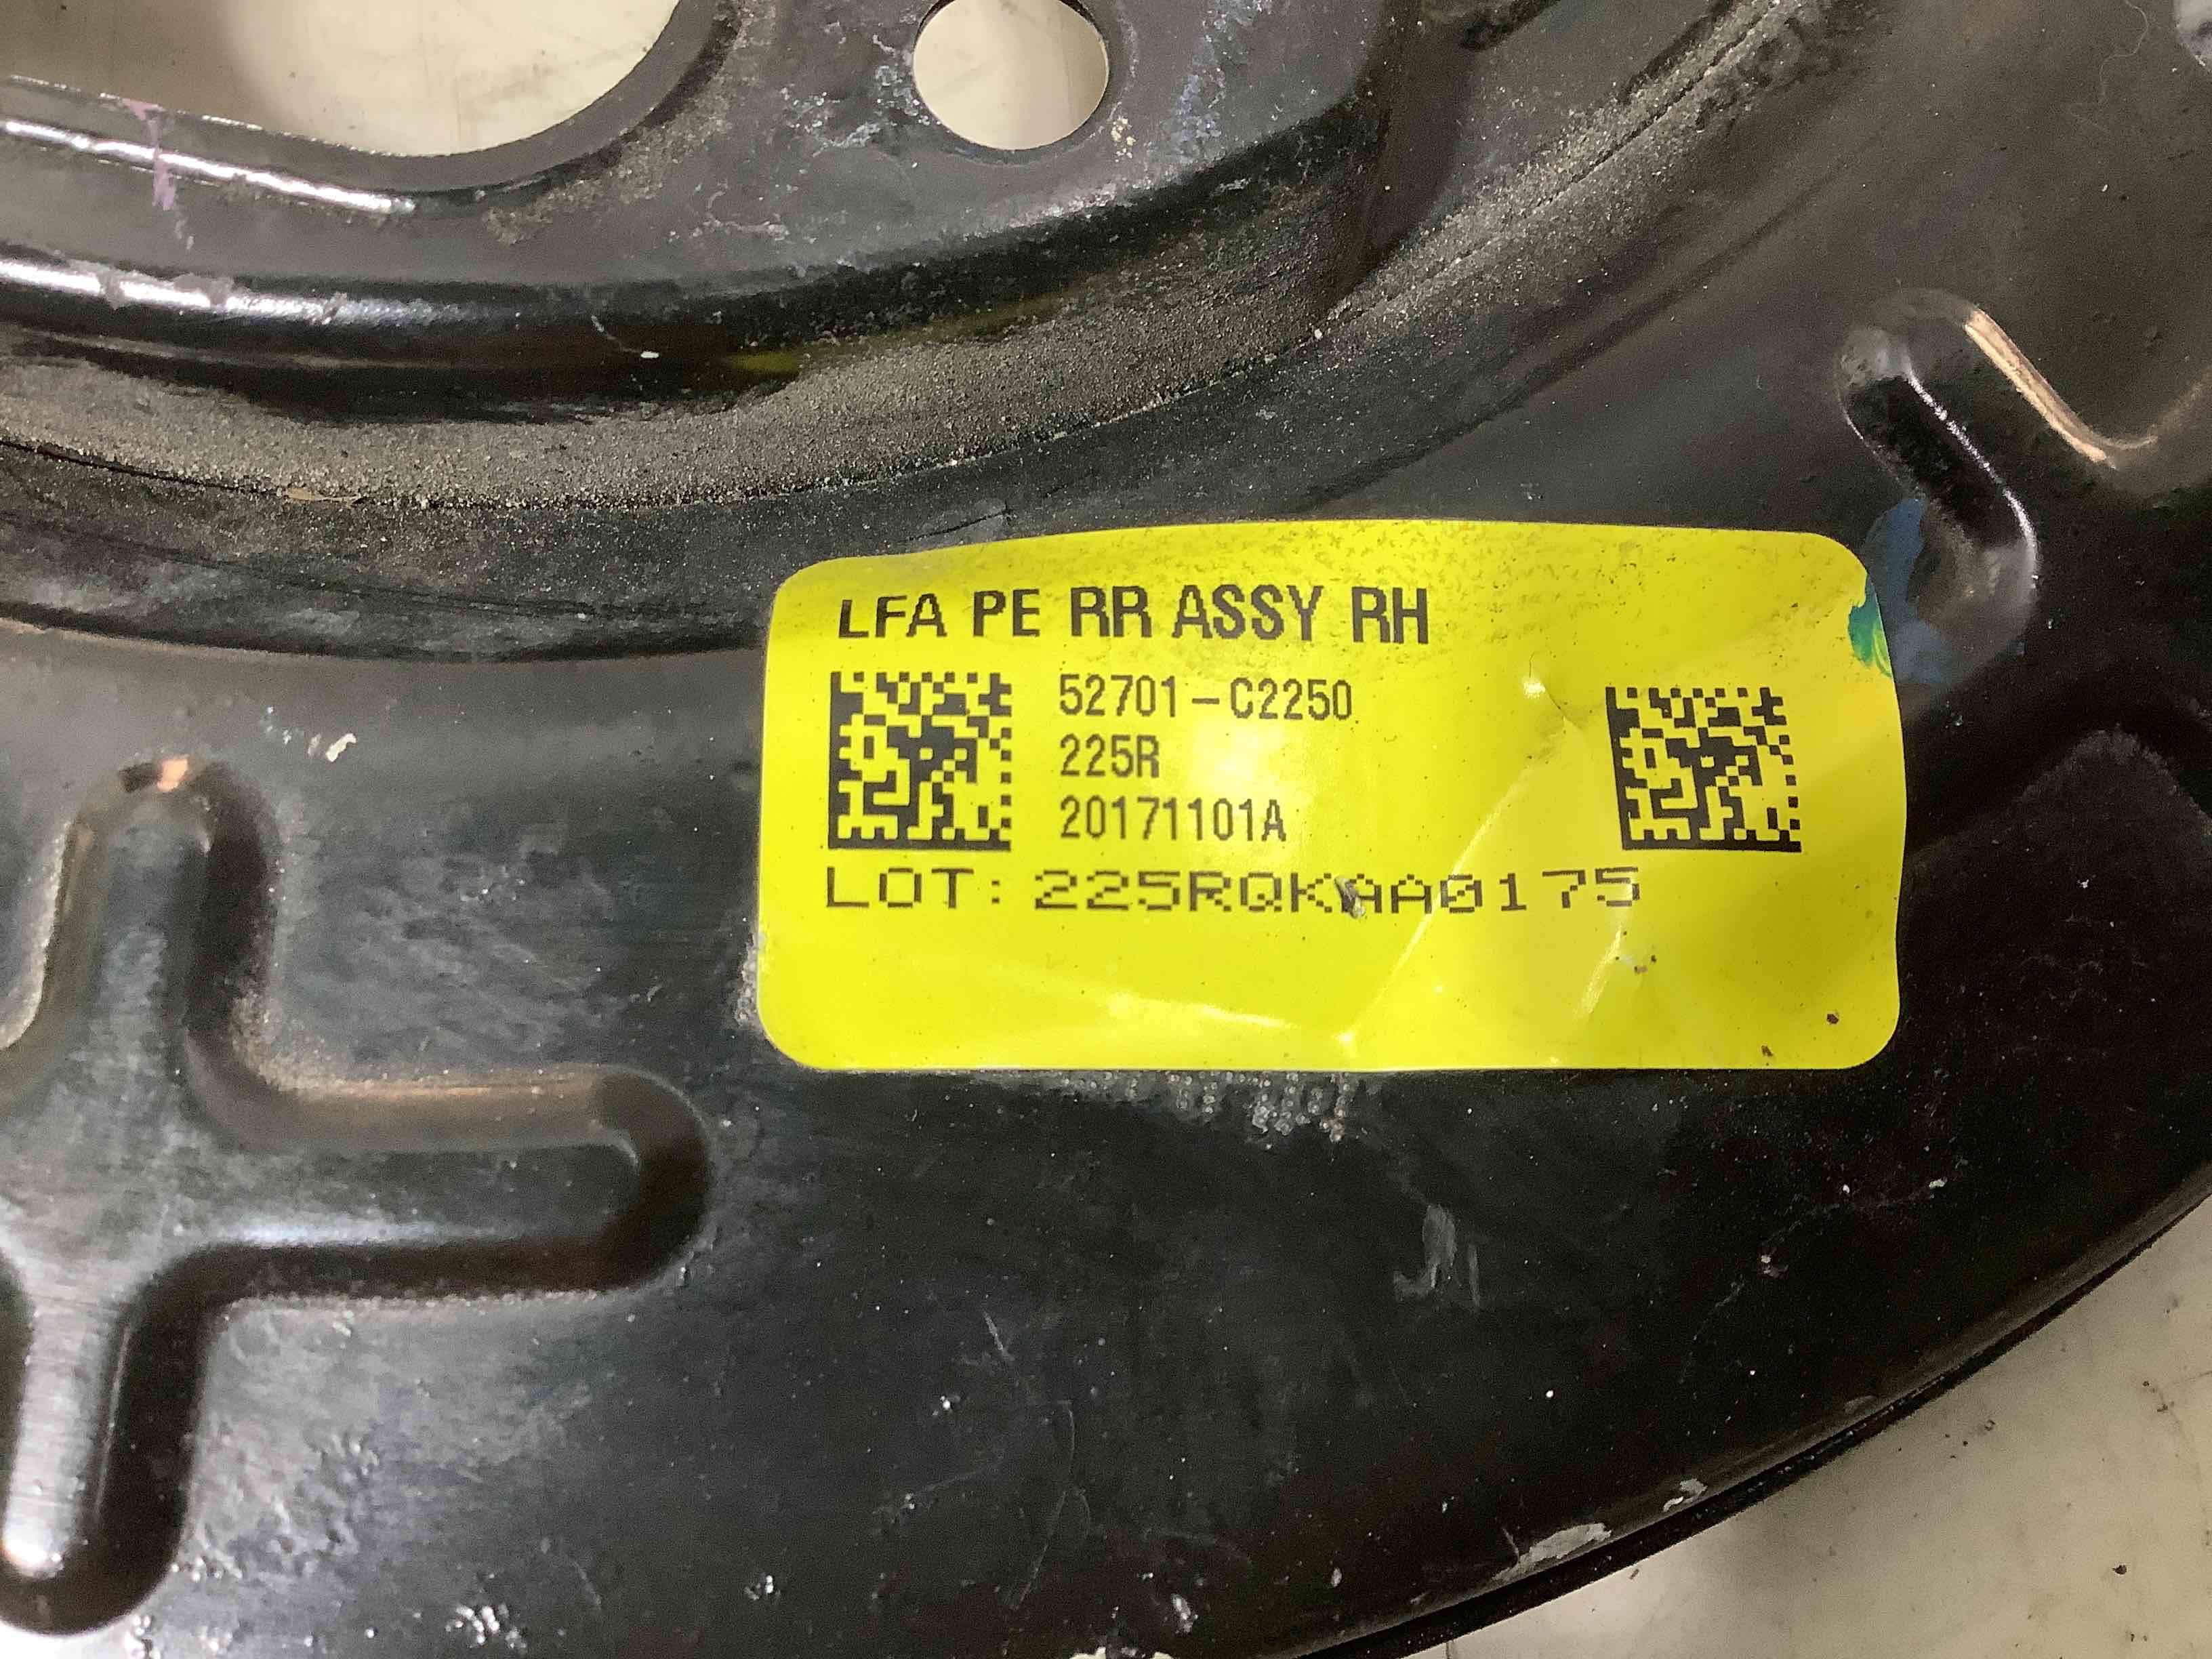 LFA PE RR ASSY RH
52701-C2250
225R
20171101A
LOT: 225RQKAA0175